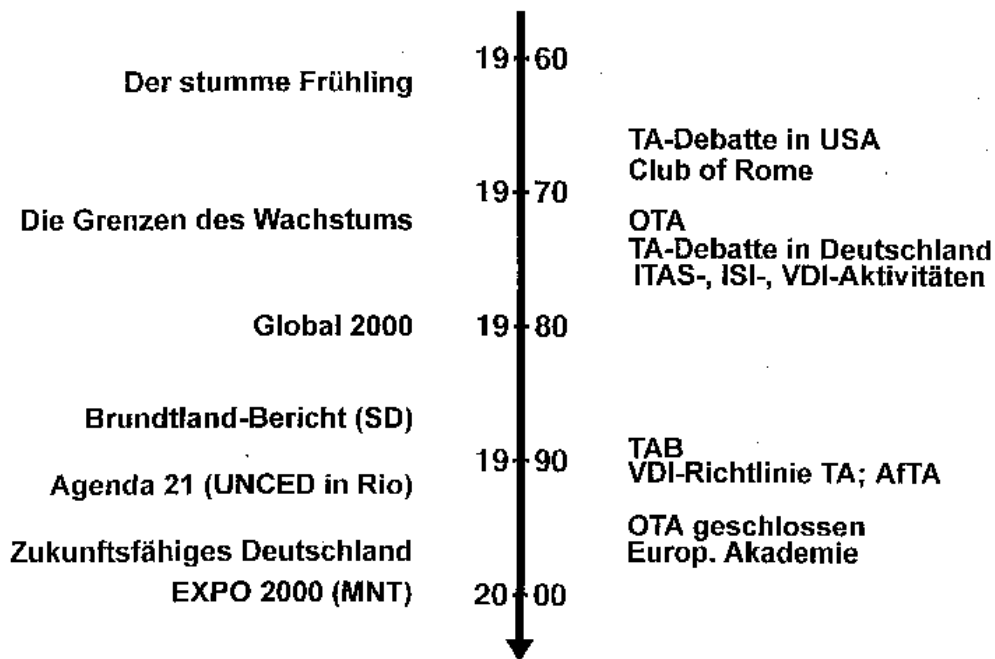 19 60
Der stumme Frühling
TA-Debatte in USA
Club of Rome
19 70
Die Grenzen des Wachstums
OTA
TA-Debatte in Deutschland
ITAS-, ISI-, VDI-Aktivitäten
Global 2000
19 80
Brundtland-Bericht (SD)
TAB
19 90
VDI-Richtlinie TA; AfTA
Agenda 21 (UNCED in Rio)
OTA geschlossen
Zukunftsfähiges Deutschland
Europ. Akademie
EXPO 2000 (MNT)
20 00